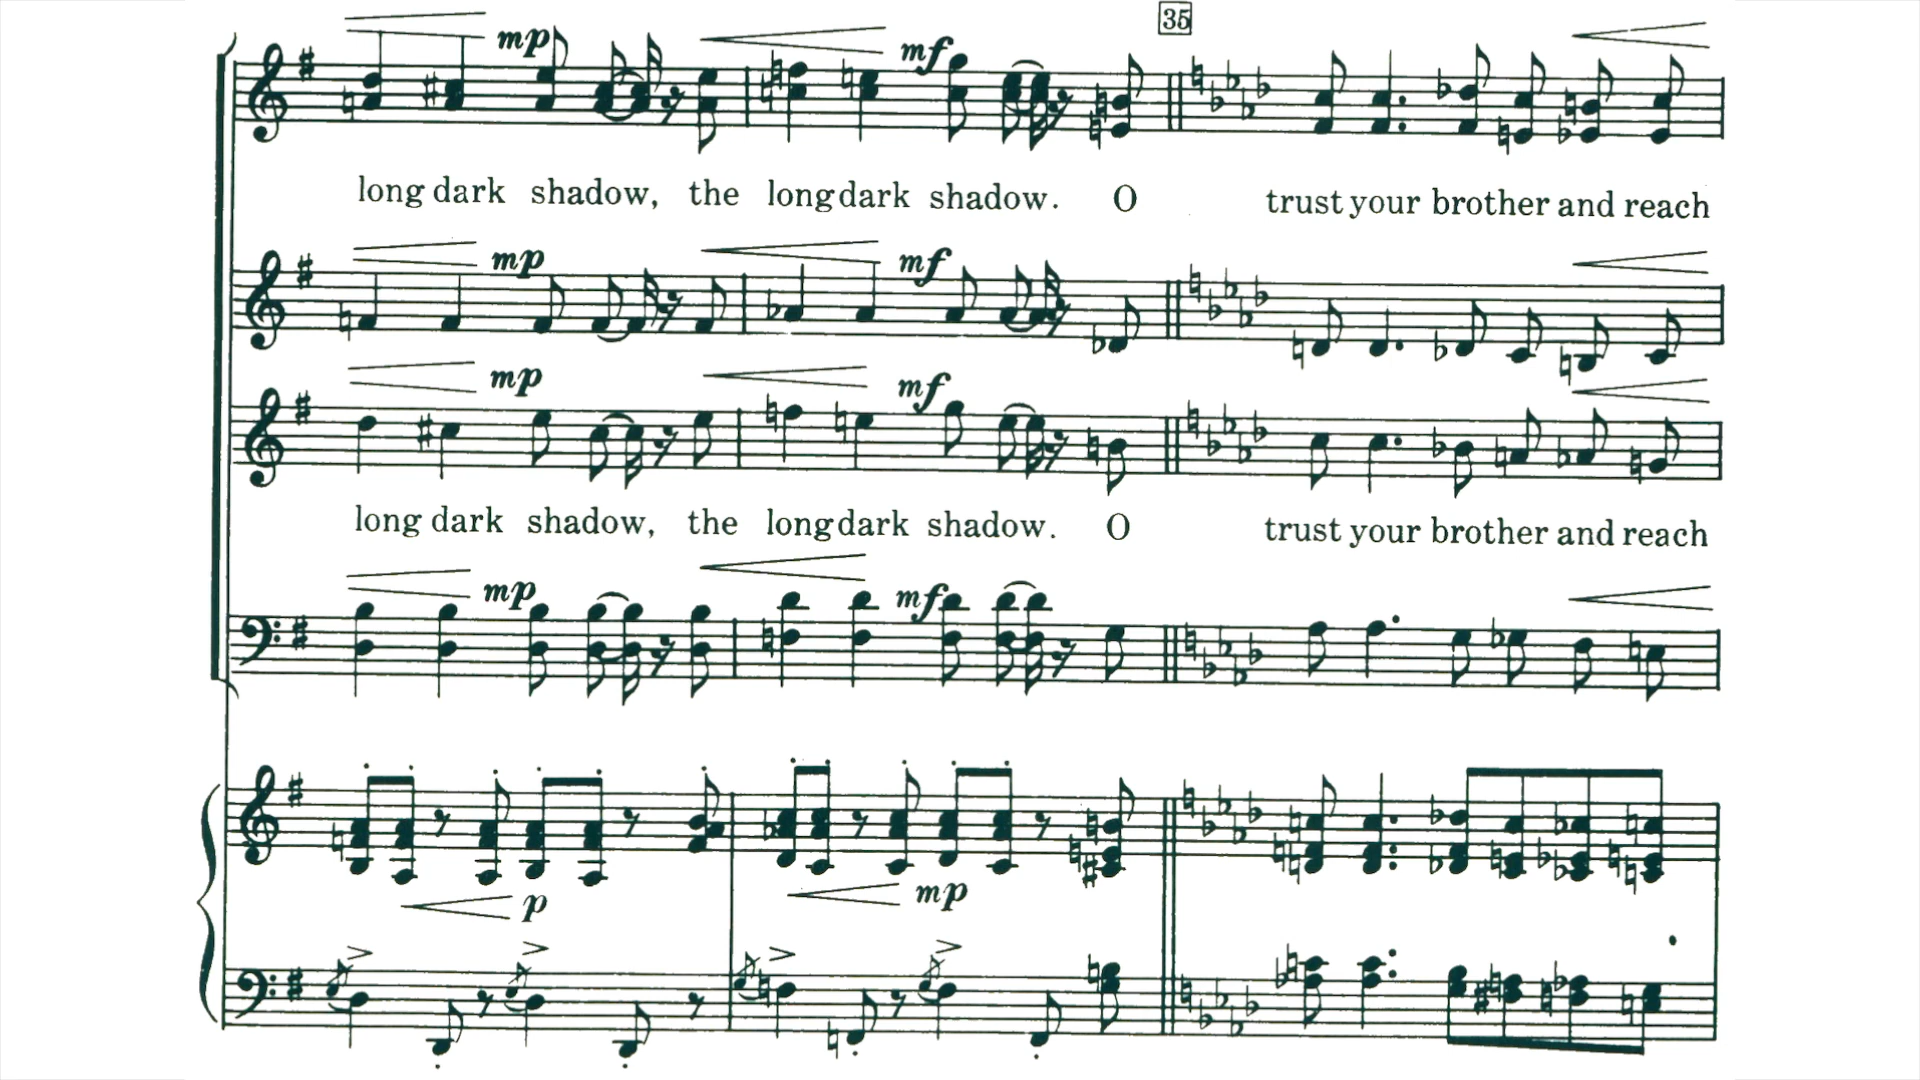 35
mp mf
long dark shadow, the long dark shadow. O trust your brother and reach
mp mf
mp mf
long dark shadow, the long dark shadow. O trust your brother and reach
mp mf
p mp